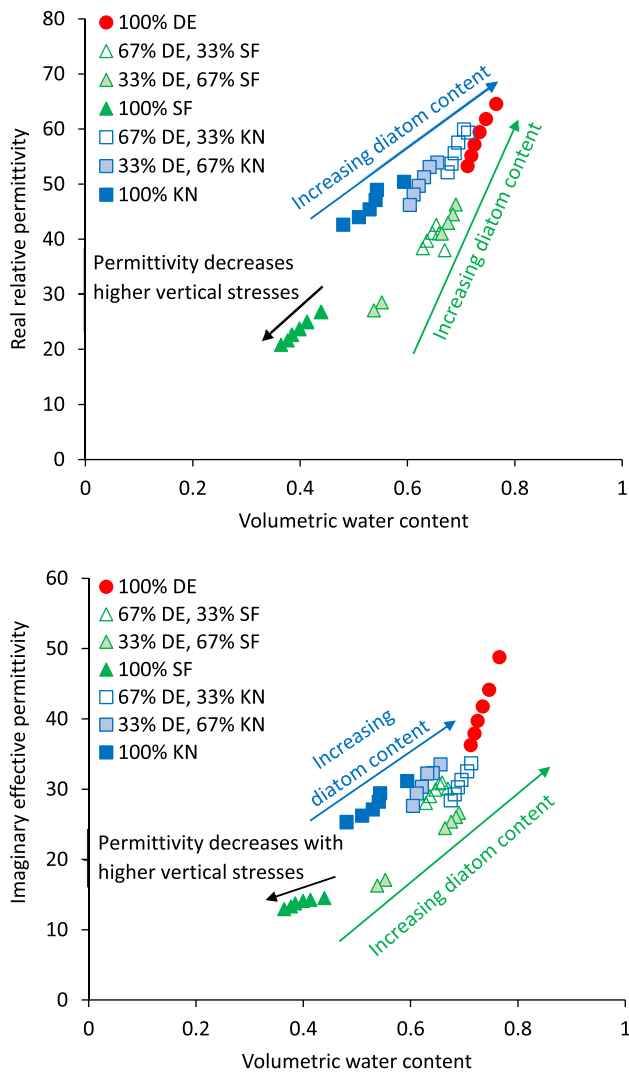 80
70
60
50
40
30
20
10
0
Real relative permittivity
100% DE
67% DE, 33% SF
33% DE, 67% SF
100% SF
67% DE, 33% KN
33% DE, 67% KN
100% KN
Increasing diatom content
Increasing diatom content
Permittivity decreases
higher vertical stresses
0 0.2 0.4 0.6 0.8 1
Volumetric water content
60
50
40
30
20
10
0
Imaginary effective permittivity
100% DE
67% DE, 33% SF
33% DE, 67% SF
100% SF
67% DE, 33% KN
33% DE, 67% KN
100% KN
Increasing
diatom content
Increasing diatom content
Permittivity decreases with
higher vertical stresses
0 0.2 0.4 0.6 0.8 1
Volumetric water content